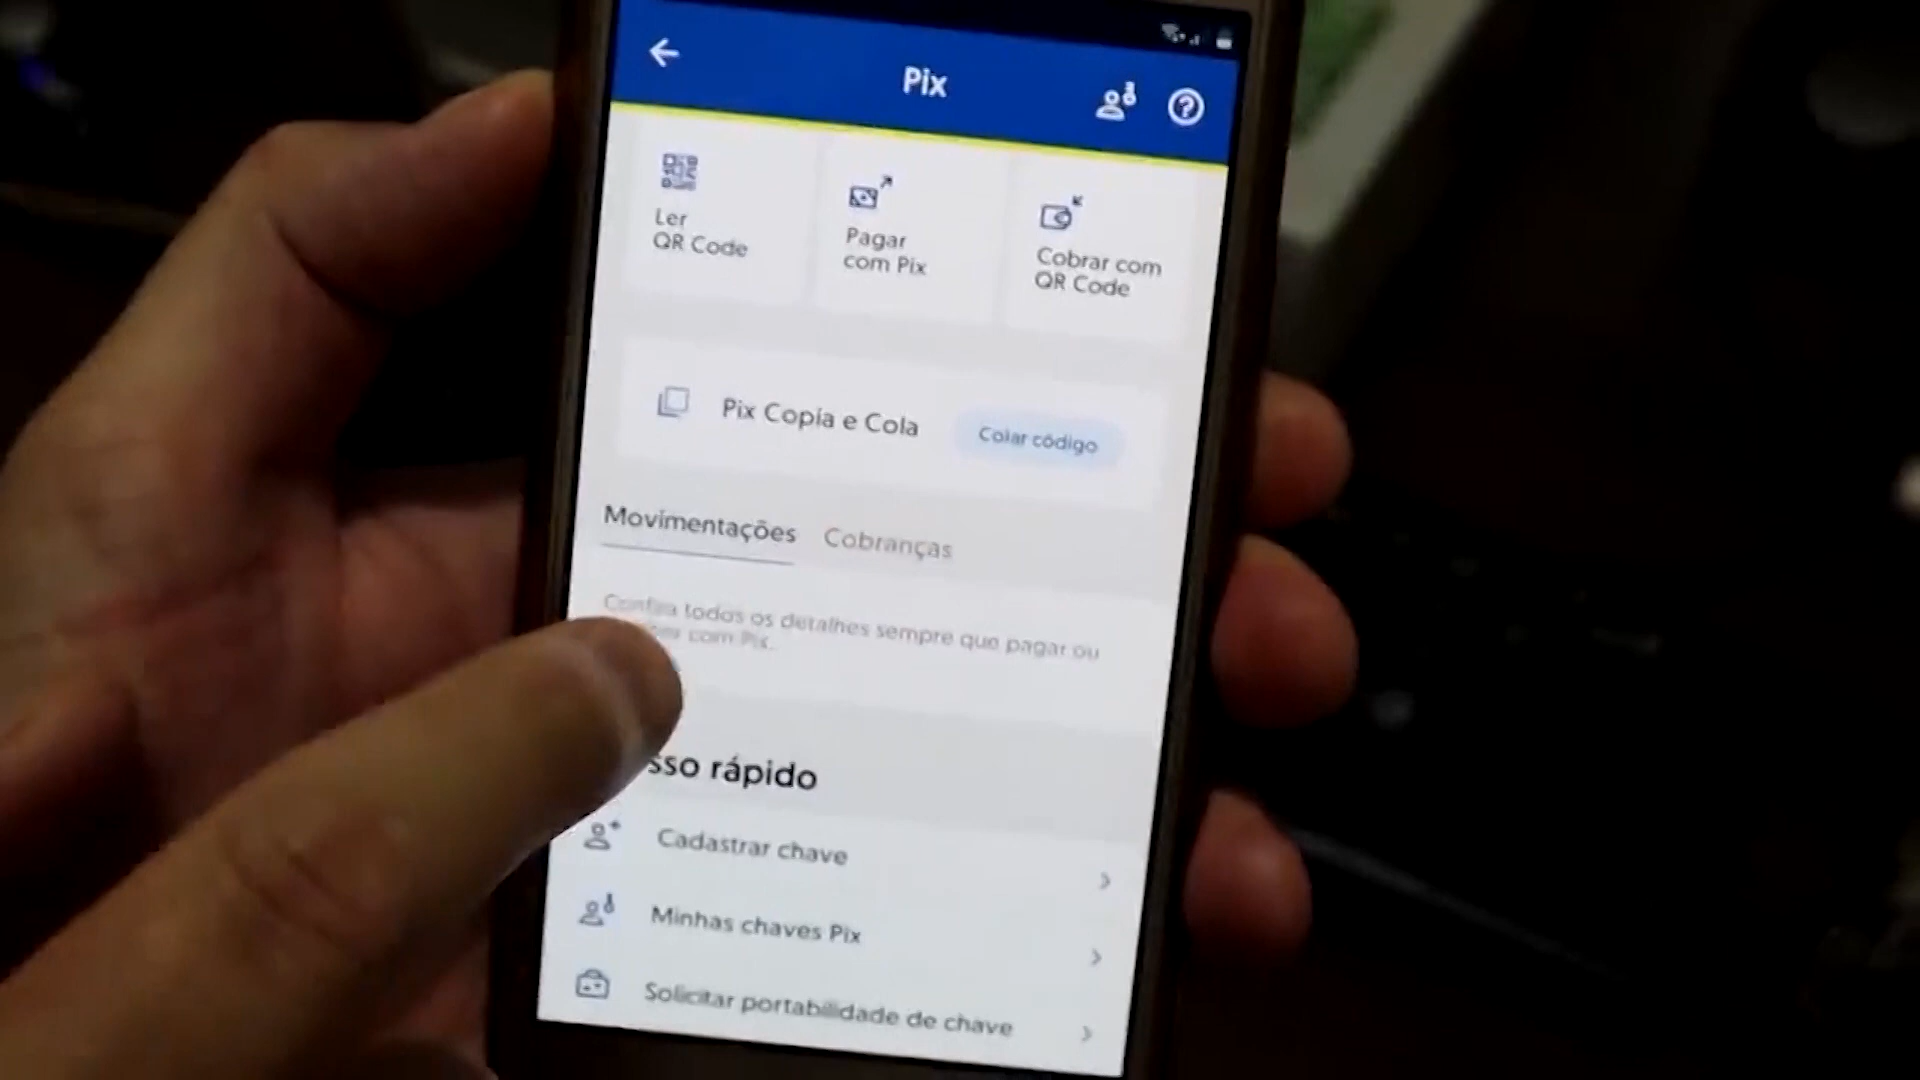 Pix
Ler
QR Code
Pagar
com Pix
Cobrar com
QR Code
Pix Copia e Cola
Colar código
Movimentações
Cobranças
Confira todos os detalhes sempre que pagar ou
com Pix.
sso rápido
Cadastrar chave
Minhas chaves Pix
Solicitar portabilidade de chave